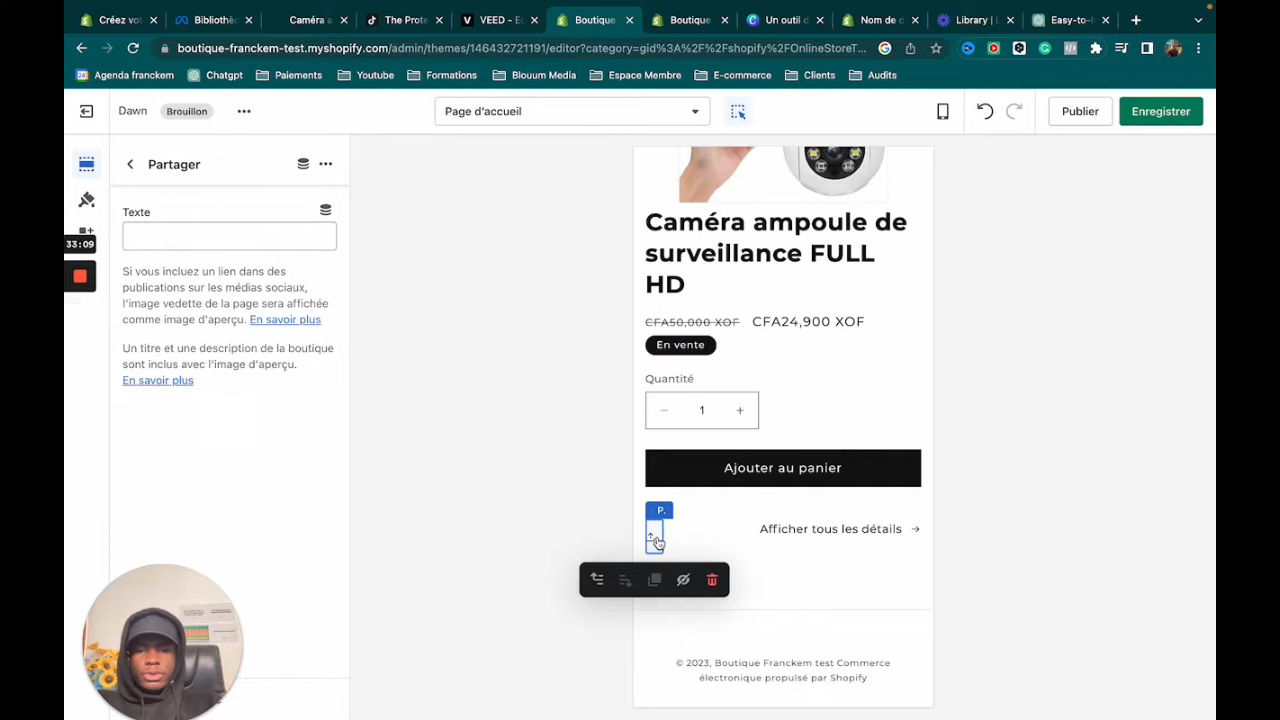 Créez votr
Bibliothèc
Caméra a
The Prote
VEED - Ec
Boutique
Boutique
Un outil d
Nom de d
Library | L
Easy-to-l
boutique-franckem-test.myshopify.com/admin/themes/146432721191/editor?category=gid%3A%2F%2Fshopify%2FOnlineStoreT...
Agenda franckem
Chatgpt
Paiements
Youtube
Formations
Blouum Media
Espace Membre
E-commerce
Clients
Audits
Dawn
Brouillon
Page d'accueil
Publier
Enregistrer
Partager
Texte
33:09
Si vous incluez un lien dans des
publications sur les médias sociaux,
l'image vedette de la page sera affichée
comme image d'aperçu. En savoir plus
Un titre et une description de la boutique
sont inclus avec l'image d'aperçu.
En savoir plus
Caméra ampoule de
surveillance FULL
HD
CFA50,000 XOF CFA24,900 XOF
En vente
Quantité
1
Ajouter au panier
P.
Afficher tous les détails
© 2023, Boutique Franckem test Commerce
électronique propulsé par Shopify